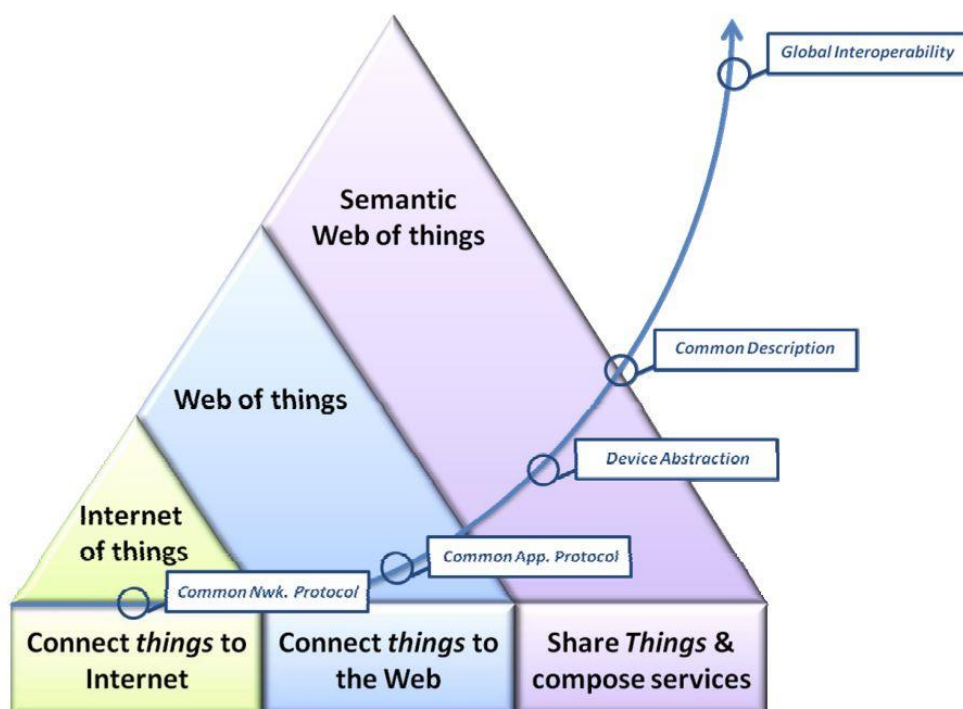 Global Interoperability
Semantic
Web of things
Common Description
Web of things
Device Abstraction
Internet
of things
Common App. Protocol
Common Nwk. Protocol
Connect things to
Internet
Connect things to
the Web
Share Things &
compose services